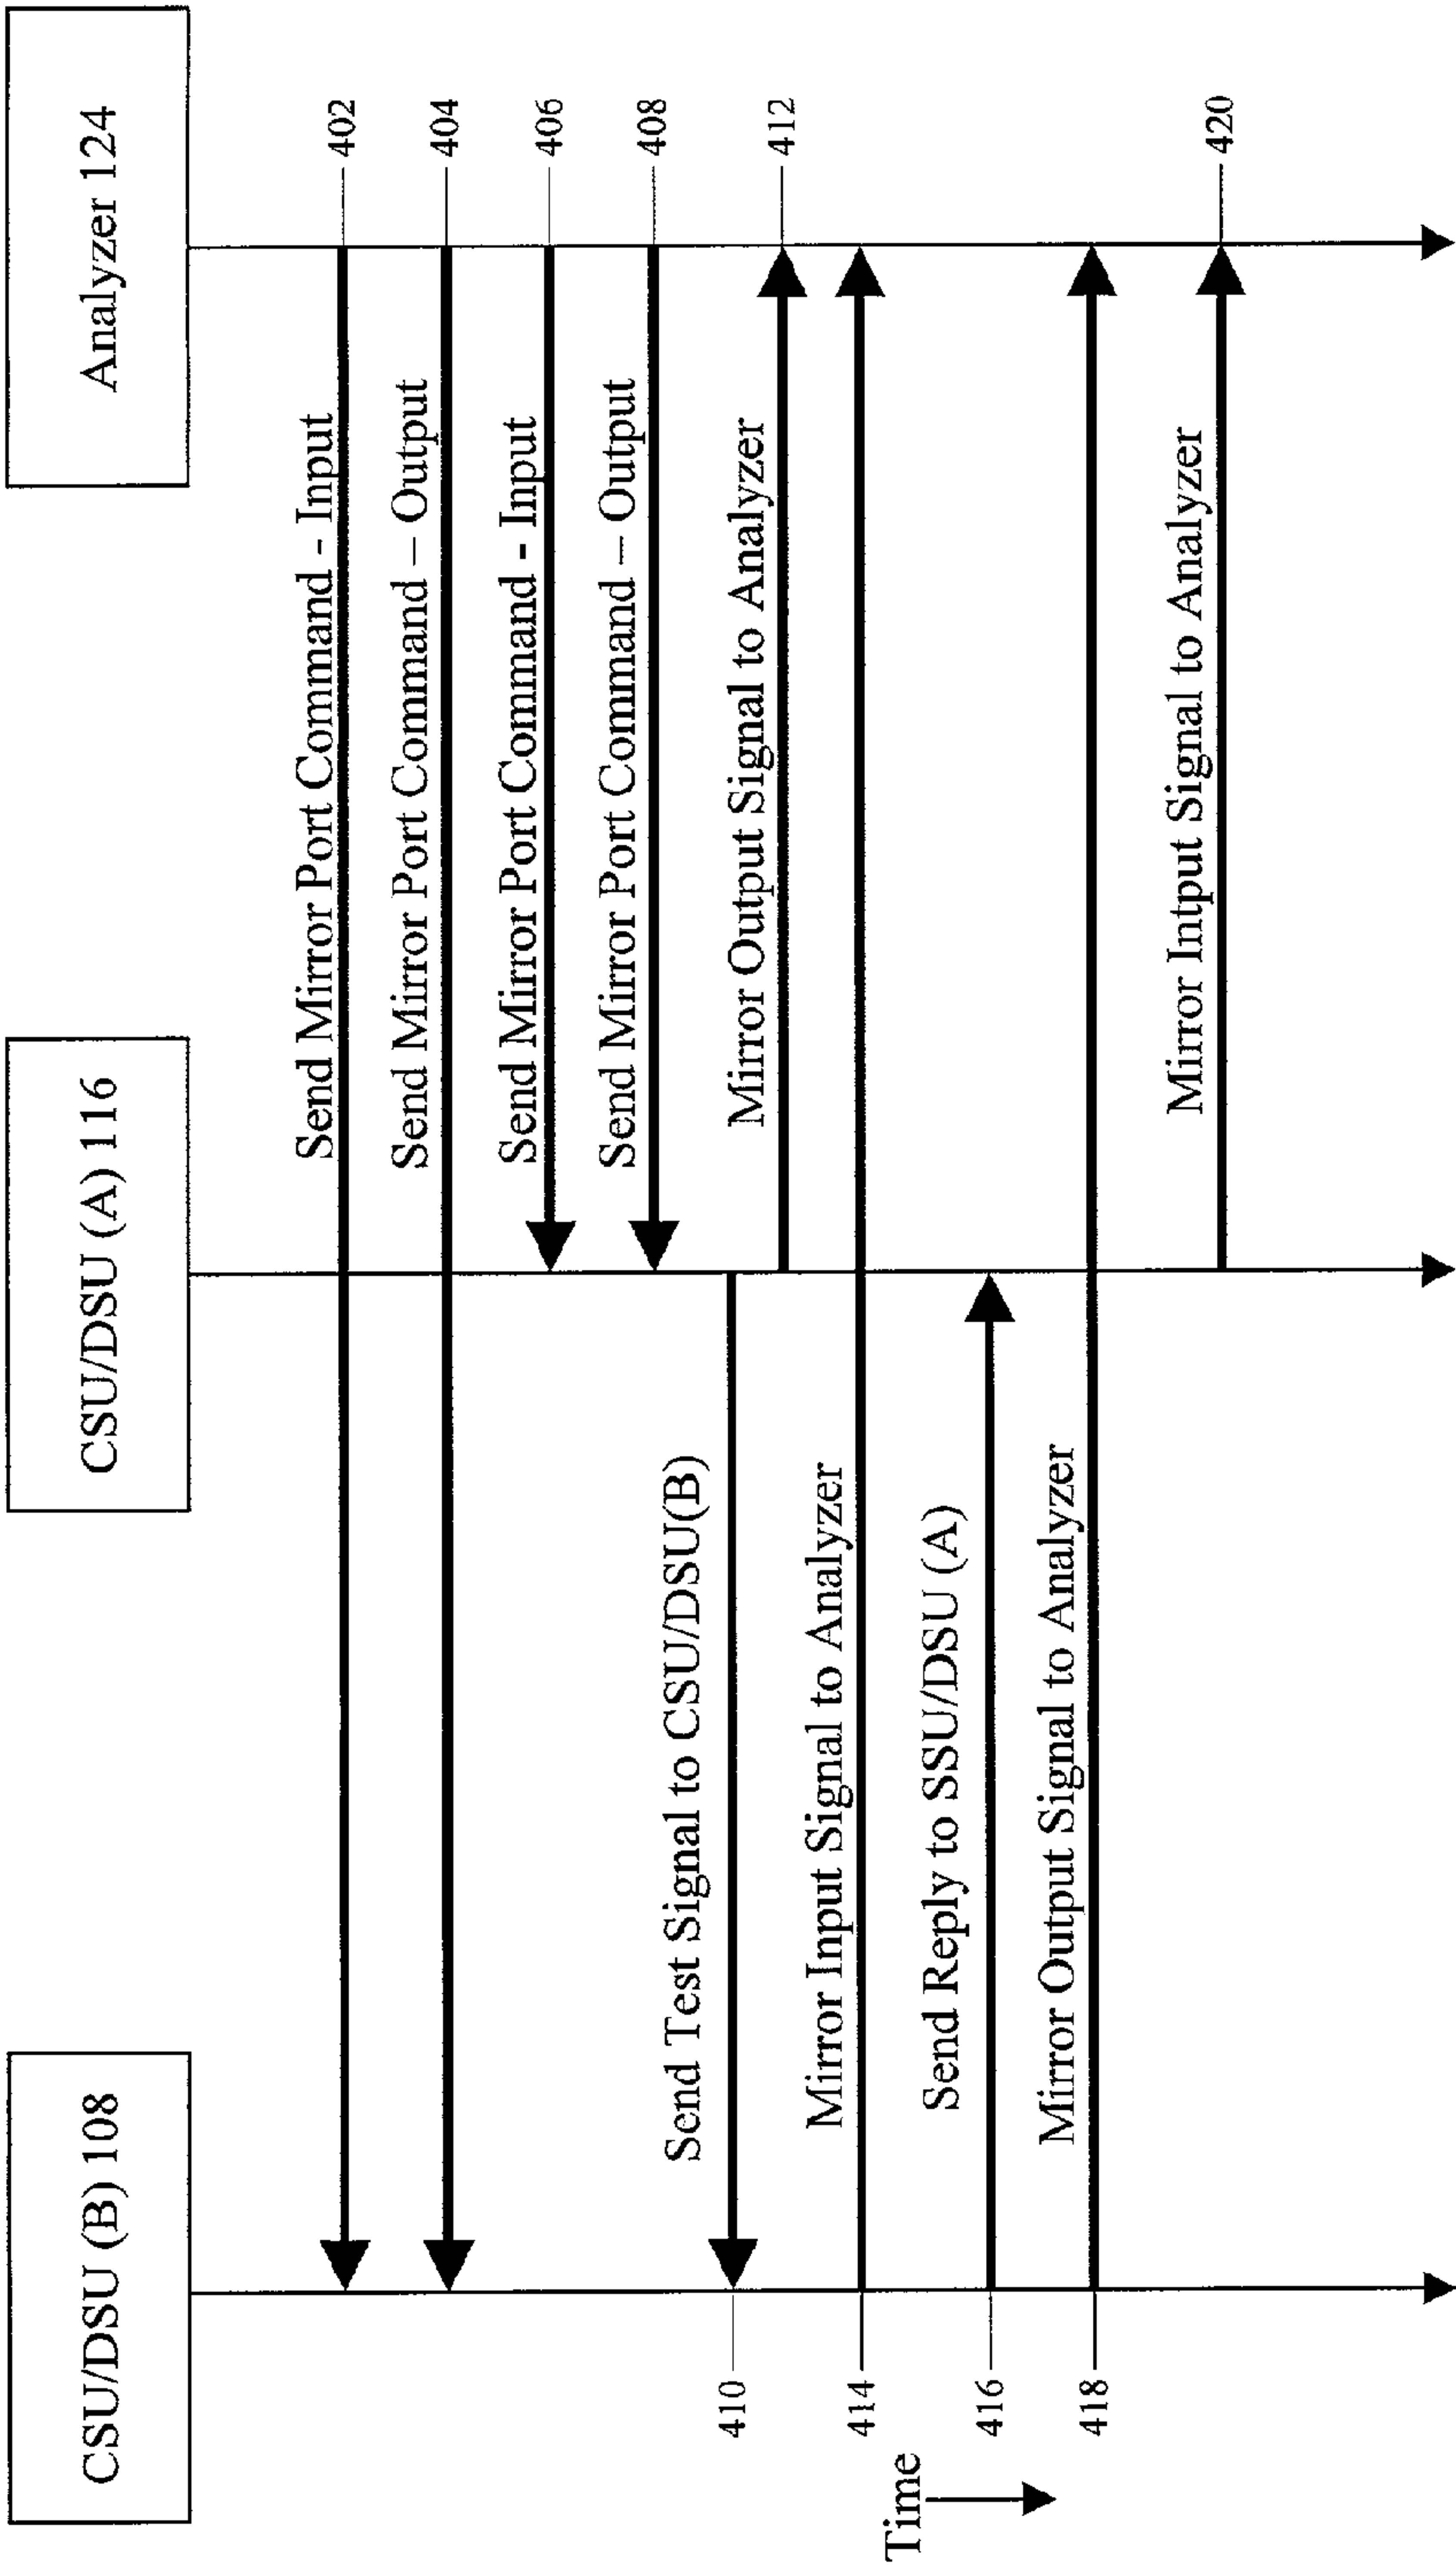 CSU/DSU (B) 108
CSU/DSU (A) 116
Analyzer 124
Send Mirror Port Command - Input
402
Send Mirror Port Command – Output
404
Send Mirror Port Command - Input
406
Send Mirror Port Command – Output
408
410
Send Test Signal to CSU/DSU(B)
Mirror Output Signal to Analyzer
412
414
Mirror Input Signal to Analyzer
Time
416
Send Reply to SSU/DSU (A)
418
Mirror Output Signal to Analyzer
Mirror Intput Signal to Analyzer
420